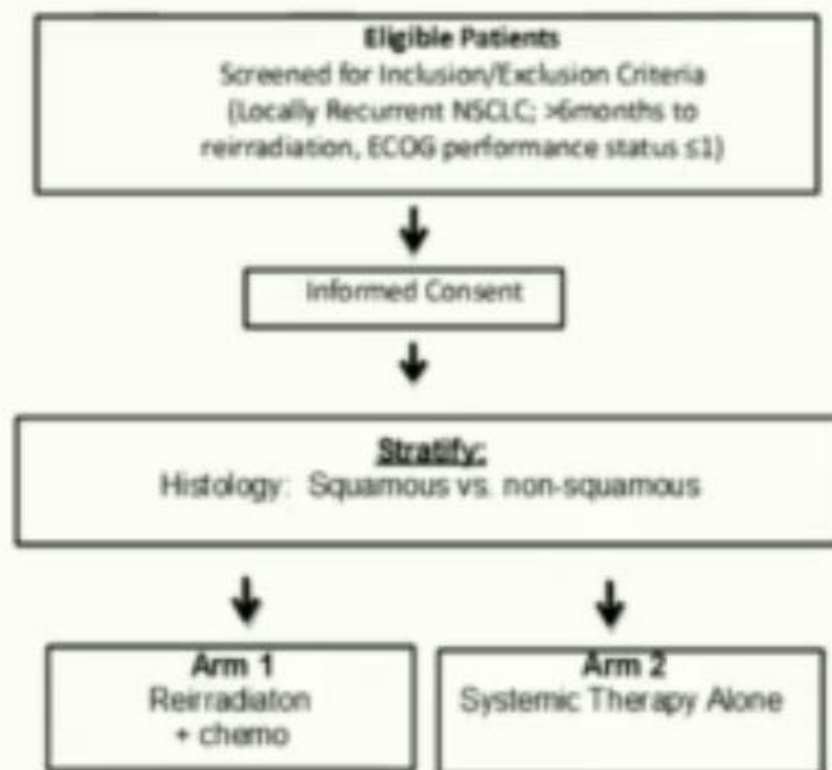 Eligible Patients
Screened for Inclusion/Exclusion Criteria
(Locally Recurrent NSCLC; >6months to
reirradiation, ECOG performance status ≤1)
Informed Consent
Stratify:
Histology: Squamous vs. non-squamous
Arm 1
Reirradiaton
+ chemo
Arm 2
Systemic Therapy Alone